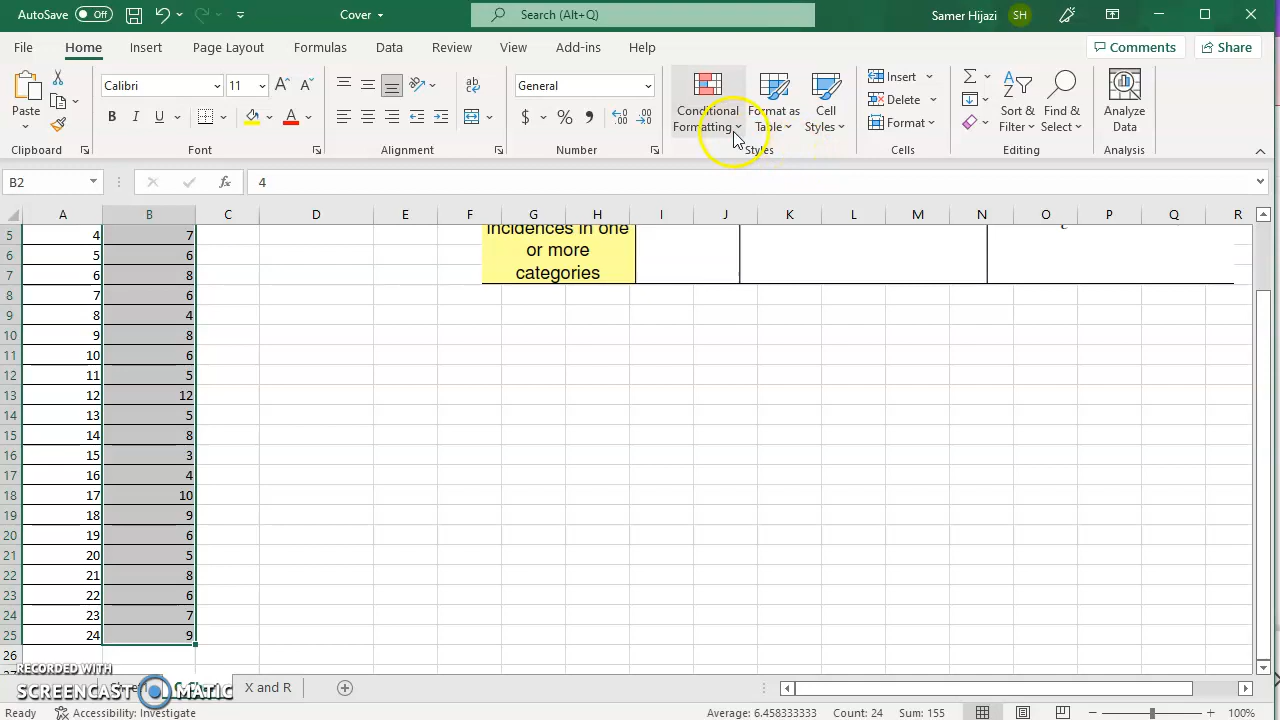 AutoSave Off Cover Search (Alt+Q) Samer Hijazi SH
File Home Insert Page Layout Formulas Data Review View Add-ins Help Comments Share
Paste Calibri 11 General Conditional Formatting Format as Table Cell Styles Insert Delete Format Sort & Filter Find & Select Analyze Data
Clipboard Font Alignment Number Styles Cells Editing Analysis
B2 fx 4
A B C D E F G H I J K L M N O P Q R
5 4 7 Incidences in one
6 5 6 or more
7 6 8 categories
8 7 6
9 8 4
10 9 8
11 10 6
12 11 5
13 12 12
14 13 5
15 14 8
16 15 3
17 16 4
18 17 10
19 18 9
20 19 6
21 20 5
22 21 8
23 22 6
24 23 7
25 24 9
26
RECORDED WITH
SCREENCAST MATIC X and R
Ready Accessibility: Investigate Average: 6.458333333 Count: 24 Sum: 155 100%